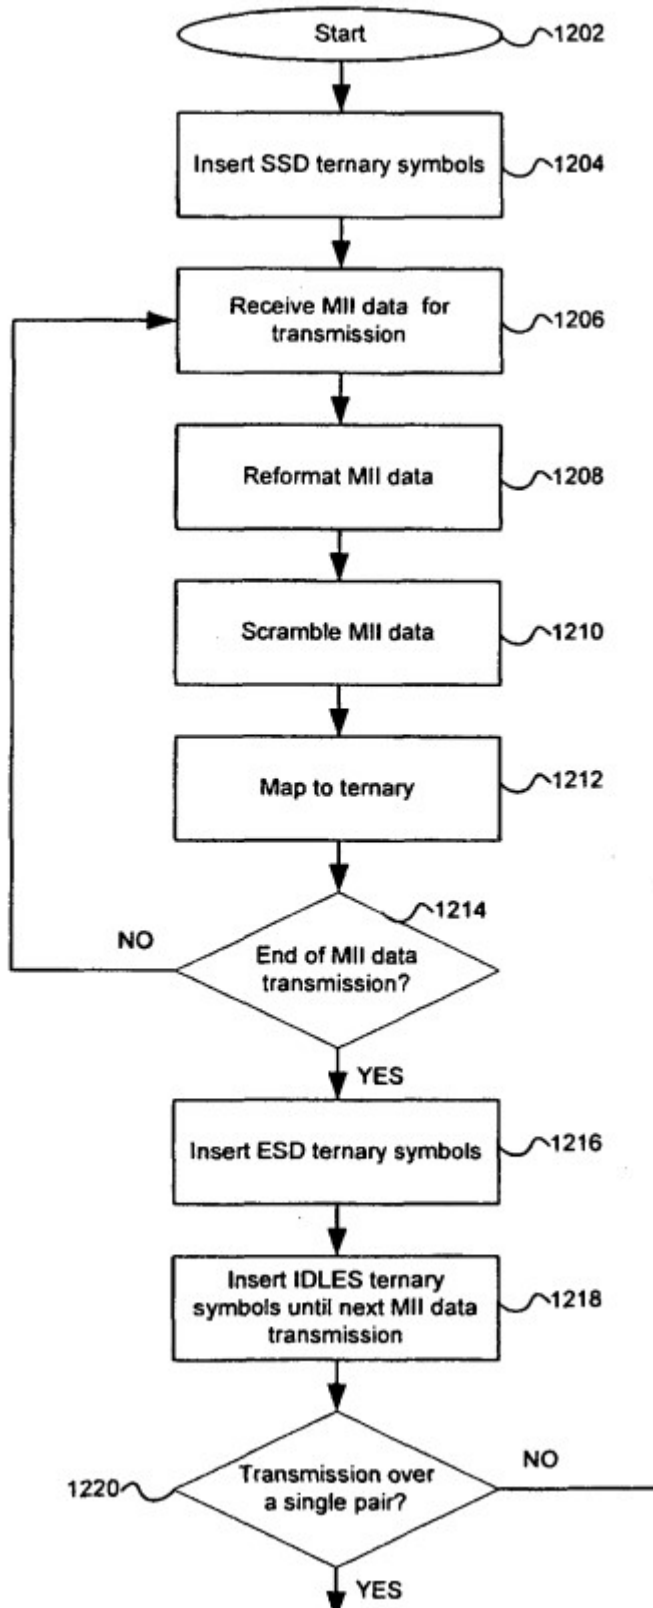 Start
1202
Insert SSD ternary symbols
1204
Receive MII data for
transmission
1206
Reformat MII data
1208
Scramble MII data
1210
Map to ternary
1212
1214
NO
End of MII data
transmission?
YES
Insert ESD ternary symbols
1216
Insert IDLES ternary
symbols until next MII data
transmission
1218
NO
1220
Transmission over
a single pair?
YES